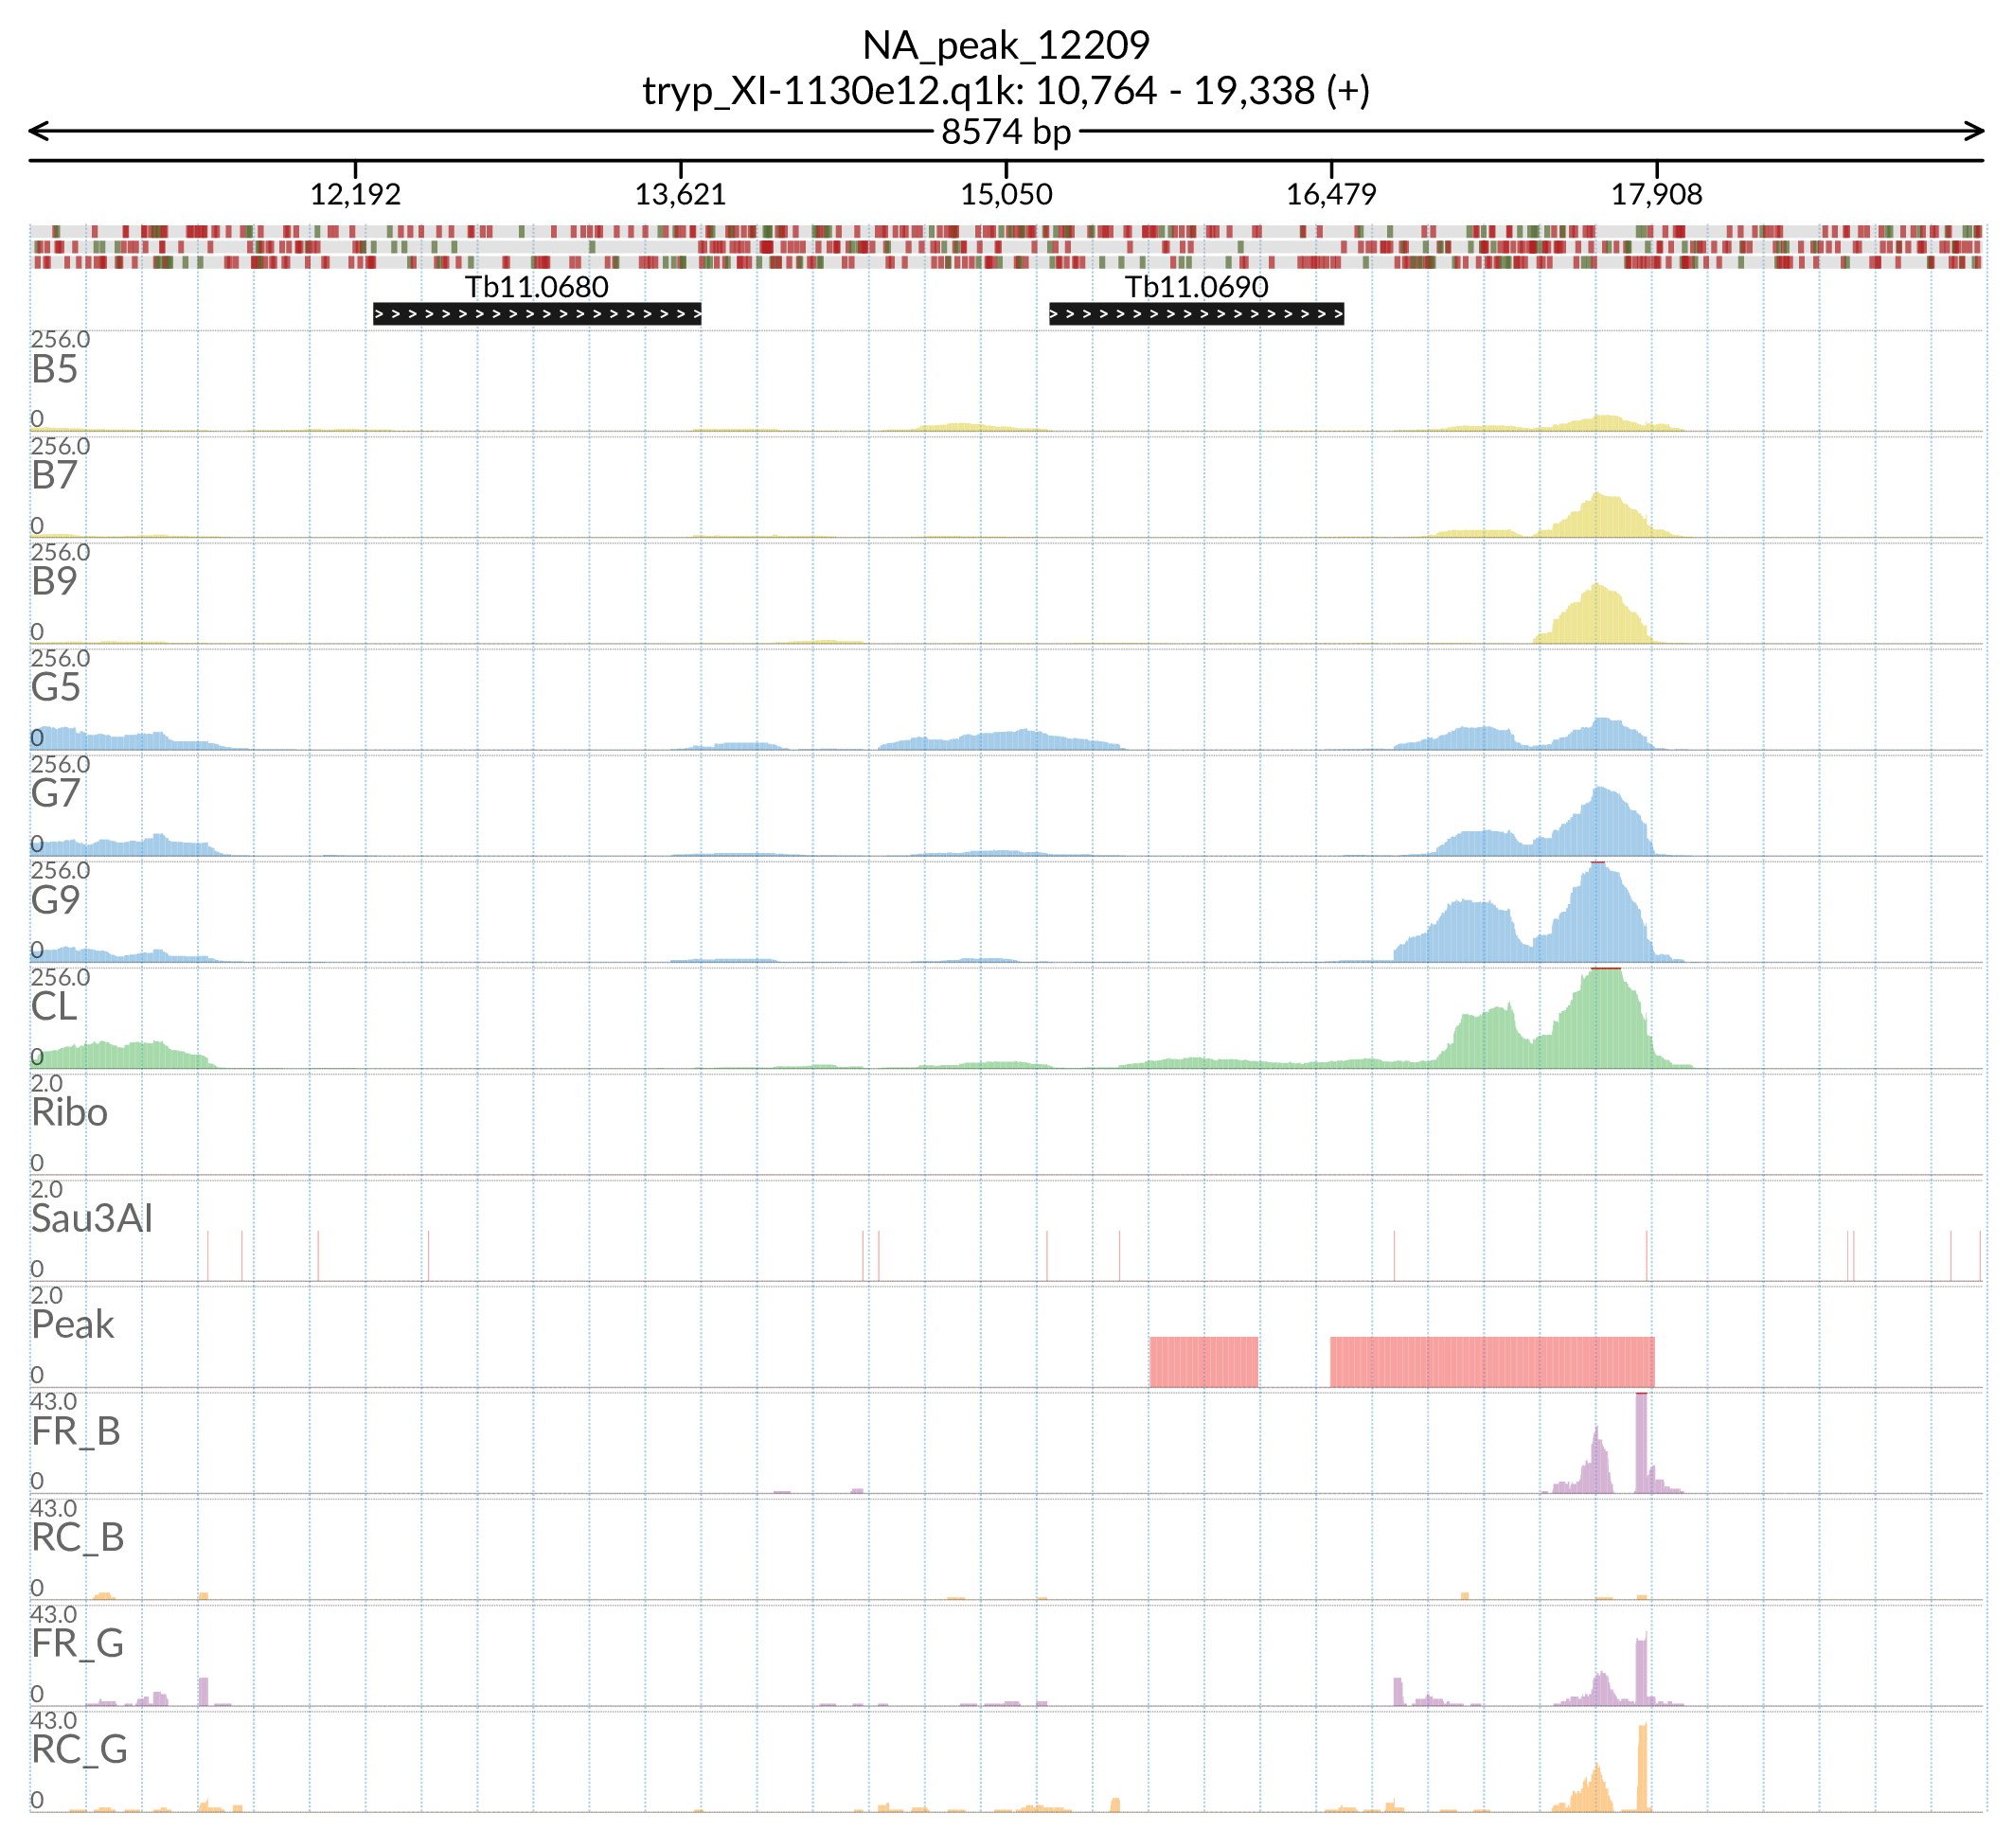 NA_peak_12209
tryp_XI-1130e12.q1k: 10,764 - 19,338 (+)
8574 bp
12,192 13,621 15,050 16,479 17,908
Tb11.0680 Tb11.0690
256.0
B5
0
256.0
B7
0
256.0
B9
0
256.0
G5
0
256.0
G7
0
256.0
G9
0
256.0
CL
0
2.0
Ribo
0
2.0
Sau3AI
0
2.0
Peak
0
43.0
FR_B
0
43.0
RC_B
0
43.0
FR_G
0
43.0
RC_G
0